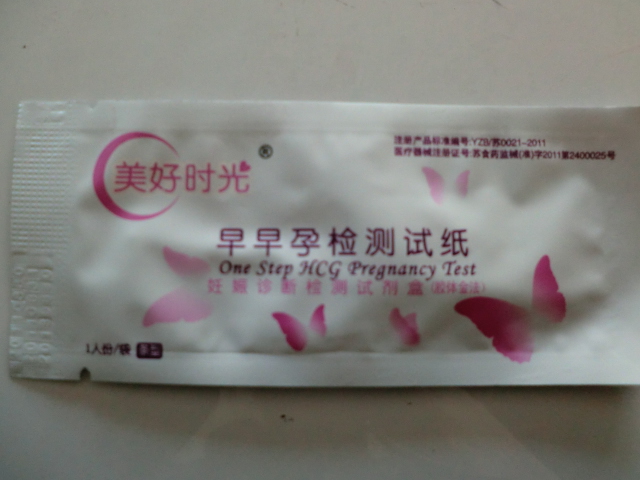 注册产品标准编号:YZB/苏0021-2011
医疗器械注册证号:苏食药监械(准)字2011第2400025号
美好时光®
早早孕检测试纸
One Step HCG Pregnancy Test
妊娠诊断检测试剂盒(胶体金法)
1人份/袋